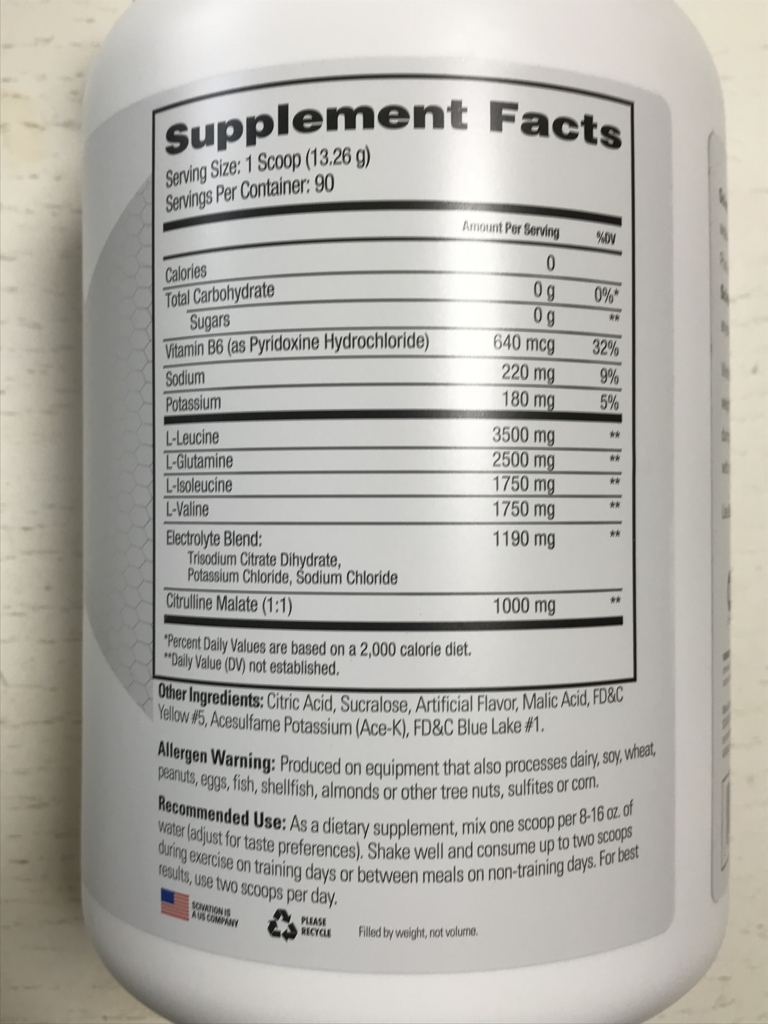 Supplement Facts
Serving Size: 1 Scoop (13.26 g)
Servings Per Container: 90
Amount Per Serving %DV
Calories 0
Total Carbohydrate 0 g 0%*
Sugars 0 g **
Vitamin B6 (as Pyridoxine Hydrochloride) 640 mcg 32%
Sodium 220 mg 9%
Potassium 180 mg 5%
L-Leucine 3500 mg **
L-Glutamine 2500 mg **
L-Isoleucine 1750 mg **
L-Valine 1750 mg **
Electrolyte Blend: 1190 mg **
Trisodium Citrate Dihydrate,
Potassium Chloride, Sodium Chloride
Citrulline Malate (1:1) 1000 mg **
*Percent Daily Values are based on a 2,000 calorie diet.
**Daily Value (DV) not established.
Other Ingredients: Citric Acid, Sucralose, Artificial Flavor, Malic Acid, FD&C
Yellow #5, Acesulfame Potassium (Ace-K), FD&C Blue Lake #1.
Allergen Warning: Produced on equipment that also processes dairy, soy, wheat,
peanuts, eggs, fish, shellfish, almonds or other tree nuts, sulfites or corn.
Recommended Use: As a dietary supplement, mix one scoop per 8-16 oz. of
water (adjust for taste preferences). Shake well and consume up to two scoops
during exercise on training days or between meals on non-training days. For best
results, use two scoops per day.
SCIVATION IS
A US COMPANY
PLEASE
RECYCLE
Filled by weight, not volume.